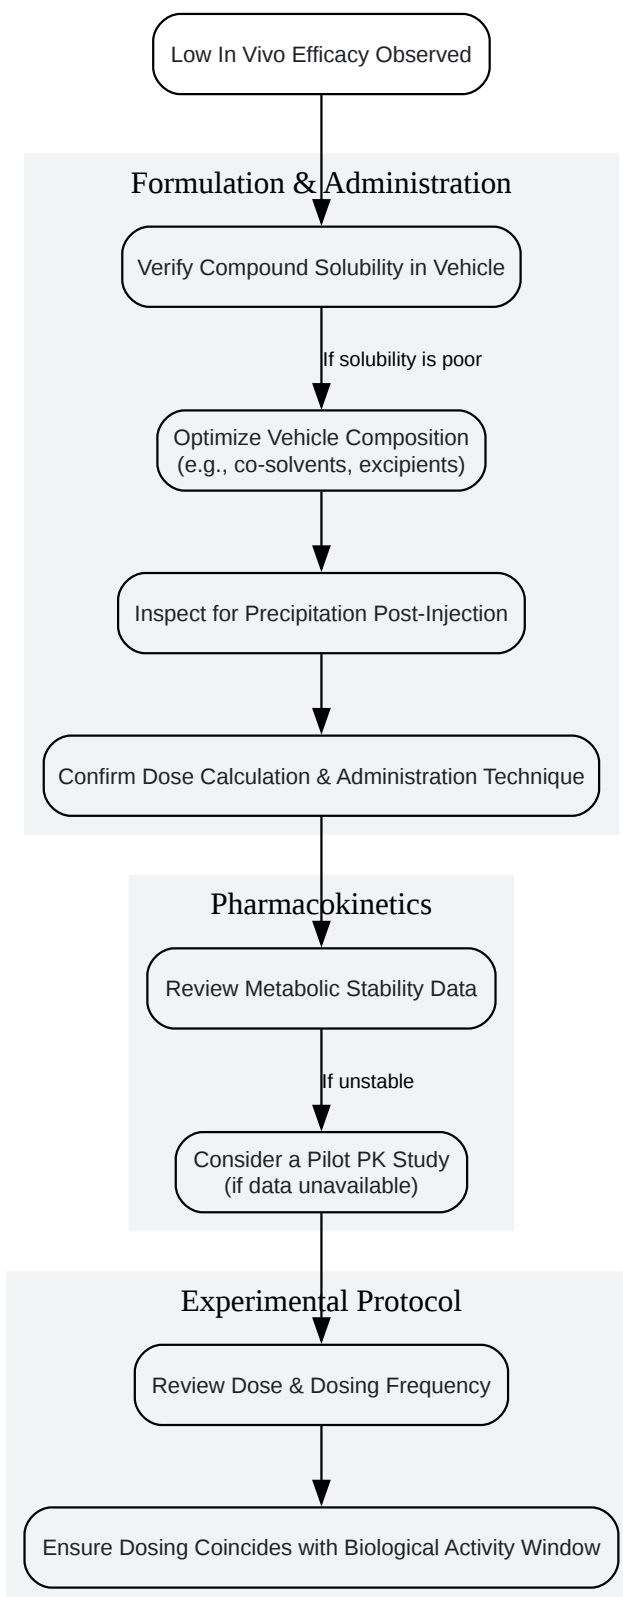 Low In Vivo Efficacy Observed
Formulation & Administration
Verify Compound Solubility in Vehicle
If solubility is poor
Optimize Vehicle Composition
(e.g., co-solvents, excipients)
Inspect for Precipitation Post-Injection
Confirm Dose Calculation & Administration Technique
Pharmacokinetics
Review Metabolic Stability Data
If unstable
Consider a Pilot PK Study
(if data unavailable)
Experimental Protocol
Review Dose & Dosing Frequency
Ensure Dosing Coincides with Biological Activity Window